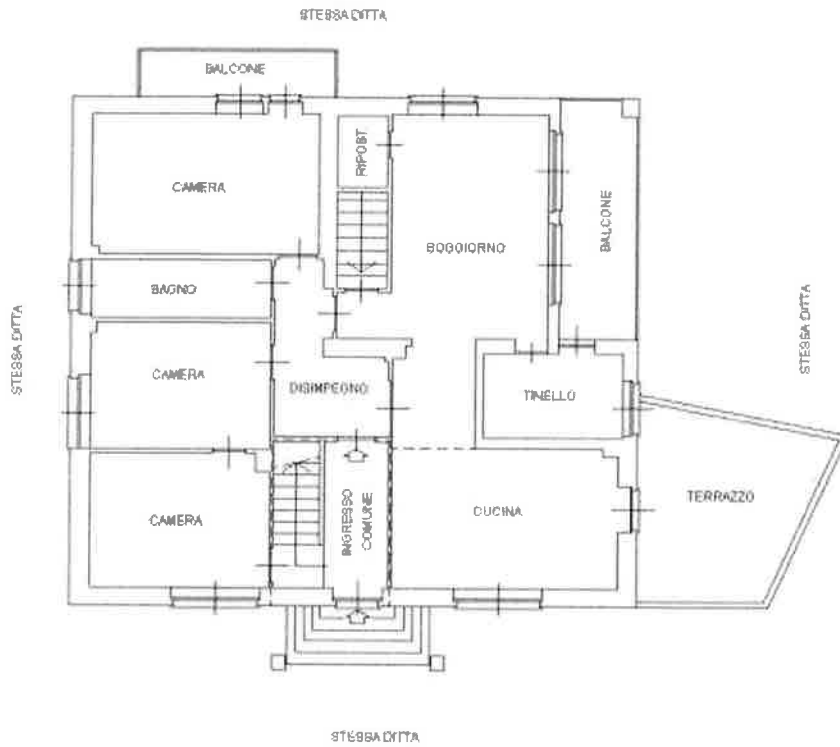 STESSA DITTA
BALCONE
RIPOST
CAMERA
SOGGIORNO
BALCONE
BAGNO
STESSA DITTA
STESSA DITTA
CAMERA
DISIMPEGNO
TINELLO
TERRAZZO
CAMERA
INGRESSO
COMUNE
CUCINA
STESSA DITTA